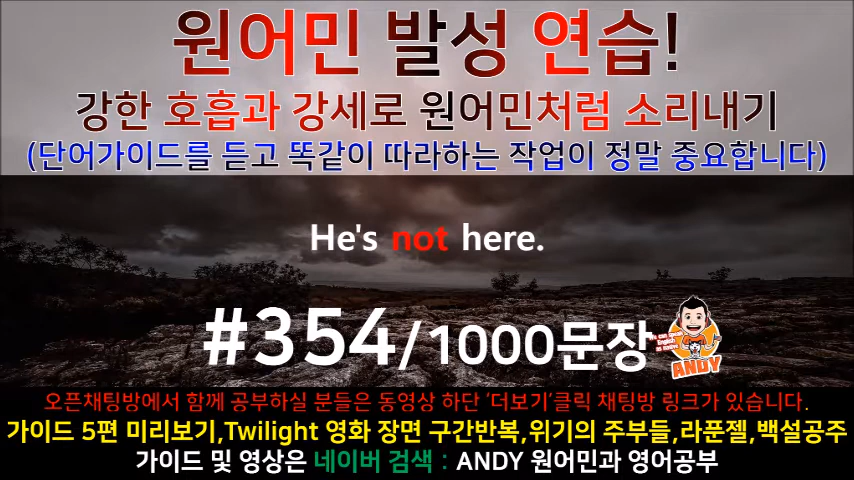 원어민 발성 연습!
강한 호흡과 강세로 원어민처럼 소리내기
(단어가이드를 듣고 똑같이 따라하는 작업이 정말 중요합니다)
He's not here.
#354/1000문장
ANDY
오픈채팅방에서 함께 공부하실 분들은 동영상 하단 '더보기'클릭 채팅방 링크가 있습니다.
가이드 5편 미리보기,Twilight 영화 장면 구간반복,위기의 주부들,라푼젤,백설공주
가이드 및 영상은 네이버 검색 : ANDY 원어민과 영어공부